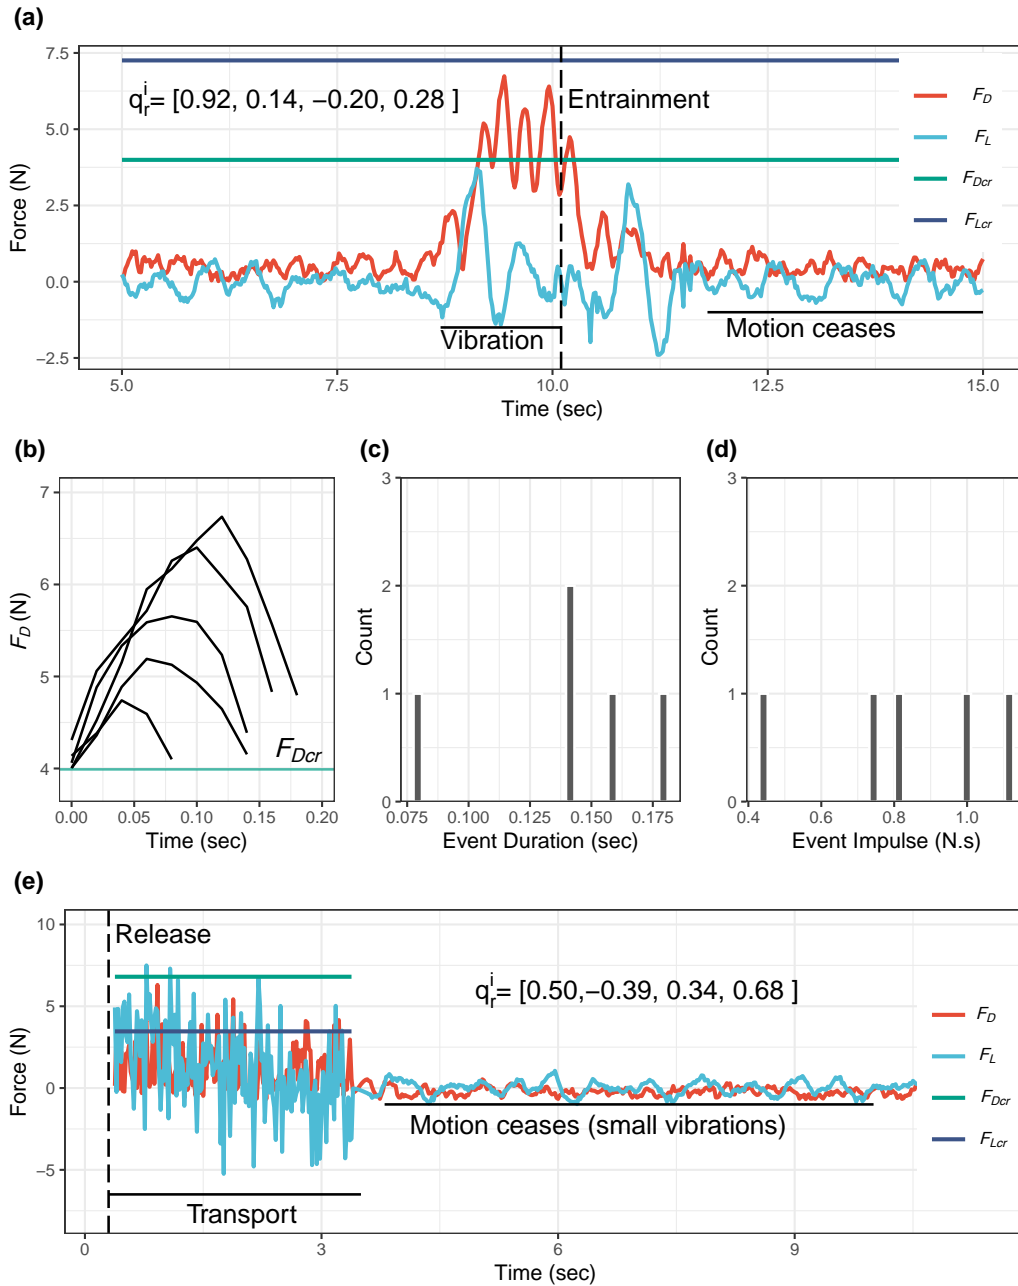 (a)
7.5
5.0
2.5
0.0
−2.5
Force (N)
q_r^i= [0.92, 0.14, −0.20, 0.28 ]
Entrainment
F_D
F_L
F_Dcr
F_Lcr
Vibration
Motion ceases
5.0 7.5 10.0 12.5 15.0
Time (sec)
(b)
7
6
5
4
F_D (N)
F_Dcr
0.00 0.05 0.10 0.15 0.20
Time (sec)
(c)
3
2
1
0
Count
0.075 0.100 0.125 0.150 0.175
Event Duration (sec)
(d)
3
2
1
0
Count
0.4 0.6 0.8 1.0
Event Impulse (N.s)
(e)
10
5
0
−5
Force (N)
Release
q_r^i= [0.50,−0.39, 0.34, 0.68 ]
F_D
F_L
F_Dcr
F_Lcr
Motion ceases (small vibrations)
Transport
0 3 6 9
Time (sec)